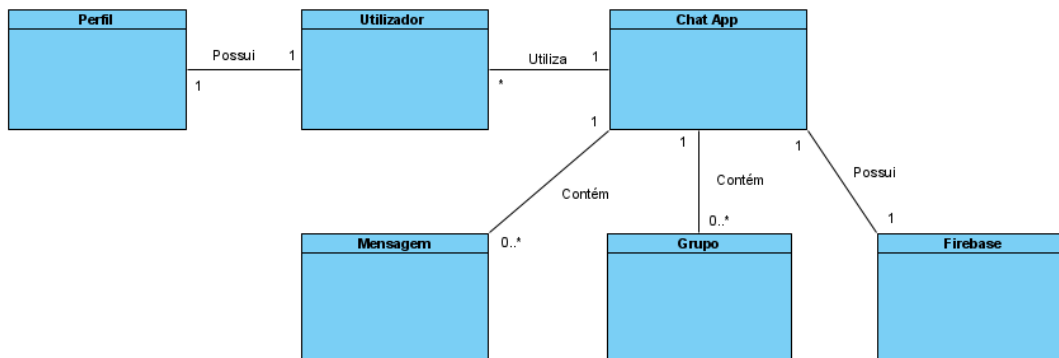 Perfil
Utilizador
Chat App
Possui
1
1
Utiliza
1
*
1
1
1
Contém
Contém
Possui
0..*
0..*
1
Mensagem
Grupo
Firebase